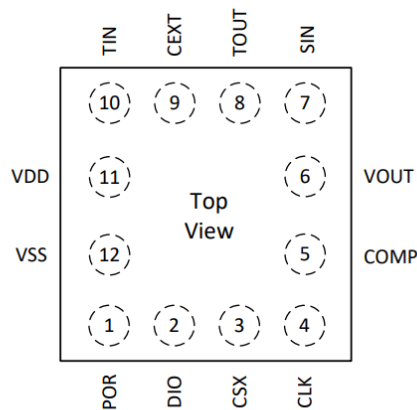 TIN CEXT TOUT SIN
10 9 8 7
VDD 11 6 VOUT
Top
View
VSS 12 5 COMP
1 2 3 4
POR DIO CSX CLK